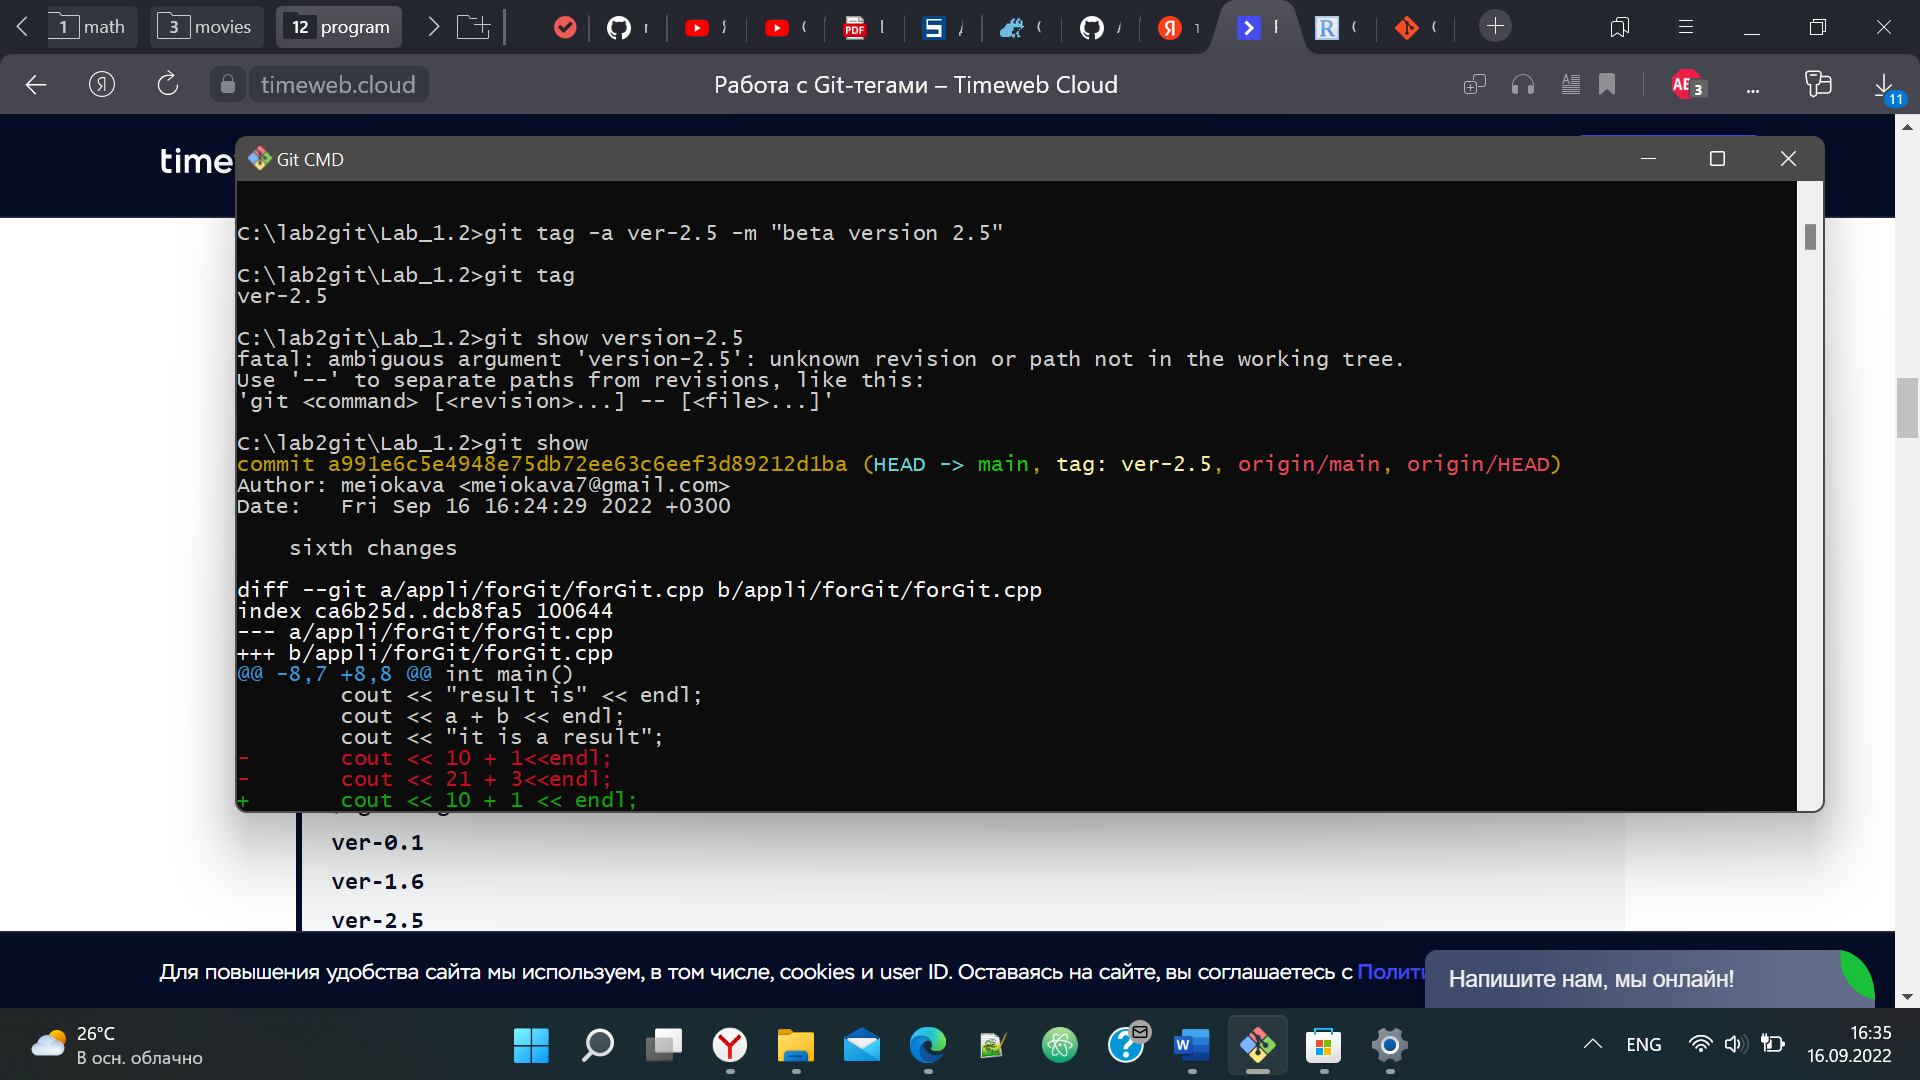 1 math
3 movies
12 program
timeweb.cloud
Работа с Git-тегами – Timeweb Cloud
3
...
11
time
Git CMD
C:\lab2git\Lab_1.2>git tag -a ver-2.5 -m "beta version 2.5"
C:\lab2git\Lab_1.2>git tag
ver-2.5
C:\lab2git\Lab_1.2>git show version-2.5
fatal: ambiguous argument 'version-2.5': unknown revision or path not in the working tree.
Use '--' to separate paths from revisions, like this:
'git <command> [<revision>...] -- [<file>...]'
C:\lab2git\Lab_1.2>git show
commit a991e6c5e4948e75db72ee63c6eef3d89212d1ba (HEAD -> main, tag: ver-2.5, origin/main, origin/HEAD)
Author: meiokava <meiokava7@gmail.com>
Date:   Fri Sep 16 16:24:29 2022 +0300
sixth changes
diff --git a/appli/forGit/forGit.cpp b/appli/forGit/forGit.cpp
index ca6b25d..dcb8fa5 100644
--- a/appli/forGit/forGit.cpp
+++ b/appli/forGit/forGit.cpp
@@ -8,7 +8,8 @@ int main()
cout << "result is" << endl;
cout << a + b << endl;
cout << "it is a result";
-       cout << 10 + 1<<endl;
-       cout << 21 + 3<<endl;
+       cout << 10 + 1 << endl;
ver-0.1
ver-1.6
ver-2.5
Для повышения удобства сайта мы используем, в том числе, cookies и user ID. Оставаясь на сайте, вы соглашаетесь с Полити
Напишите нам, мы онлайн!
26°C
В осн. облачно
ENG
16:35
16.09.2022